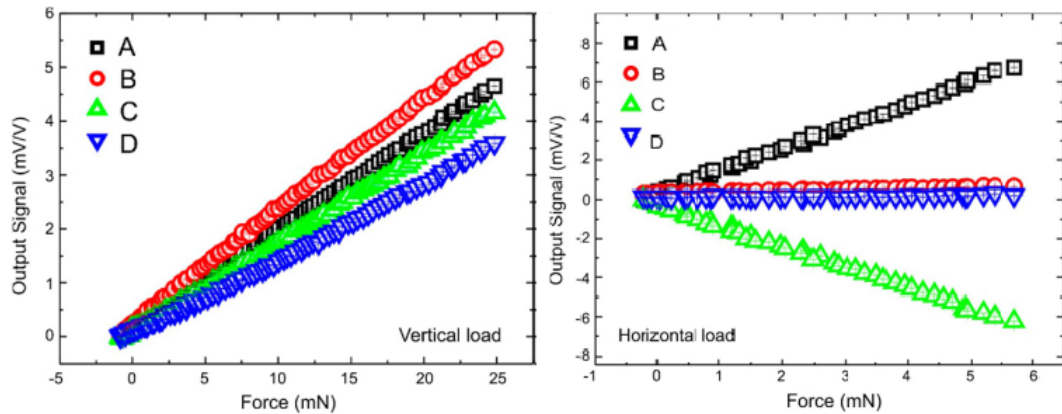 6
5
4
3
2
1
0
Output Signal (mV/V)
A
B
C
D
Vertical load
-5
0
5
10
15
20
25
Force (mN)
8
6
4
2
0
-2
-4
-6
-8
Output Signal (mV/V)
A
B
C
D
Horizontal load
-1
0
1
2
3
4
5
6
Force (mN)